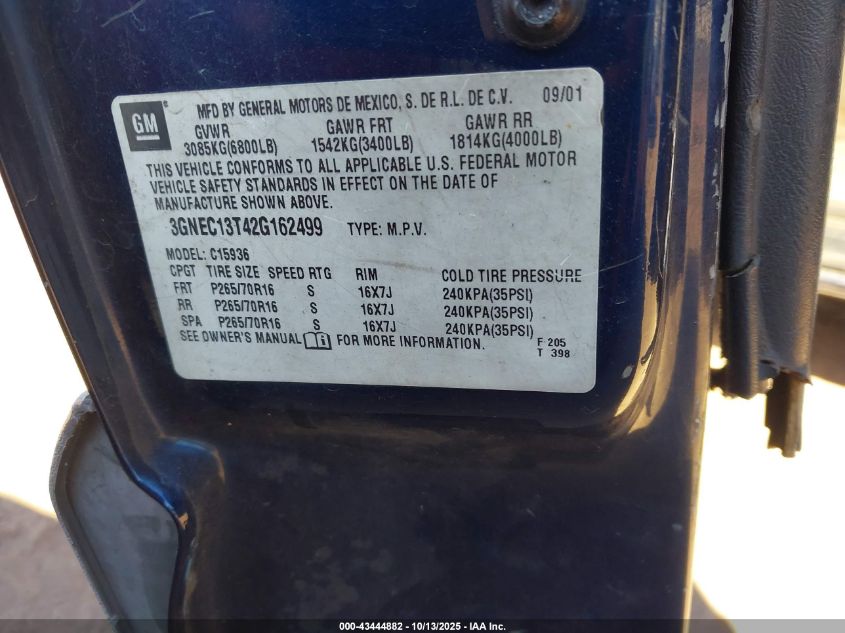 GM
MFD BY GENERAL MOTORS DE MEXICO, S. DE R.L. DE C.V. 09/01
GVWR GAWR FRT GAWR RR
3085KG(6800LB) 1542KG(3400LB) 1814KG(4000LB)
THIS VEHICLE CONFORMS TO ALL APPLICABLE U.S. FEDERAL MOTOR
VEHICLE SAFETY STANDARDS IN EFFECT ON THE DATE OF
MANUFACTURE SHOWN ABOVE.
3GNEC13T42G162499 TYPE: M.P.V.
MODEL: C15936
CPGT TIRE SIZE SPEED RTG RIM COLD TIRE PRESSURE
FRT P265/70R16 S 16X7J 240KPA(35PSI)
RR P265/70R16 S 16X7J 240KPA(35PSI)
SPA P265/70R16 S 16X7J 240KPA(35PSI)
SEE OWNER'S MANUAL FOR MORE INFORMATION.
F 205
T 398
000-43444882 - 10/13/2025 - IAA Inc.